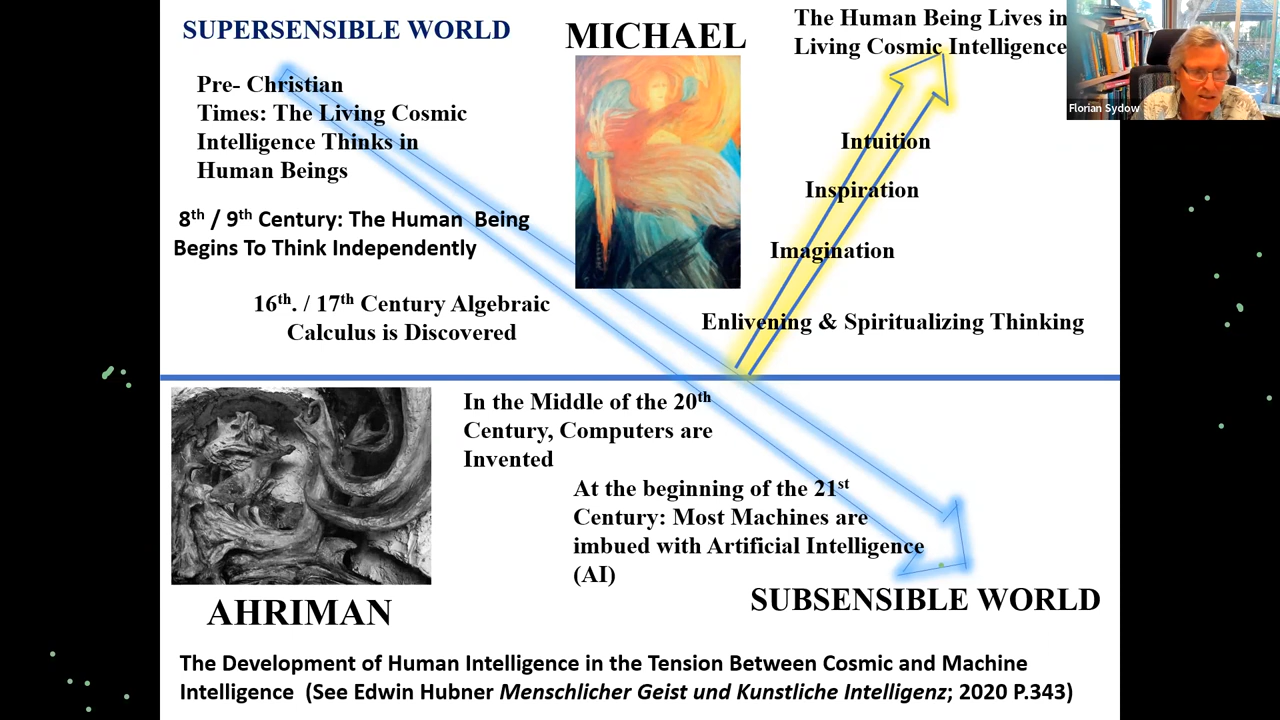 SUPERSENSIBLE WORLD
Pre- Christian
Times: The Living Cosmic
Intelligence Thinks in
Human Beings
8th / 9th Century: The Human Being
Begins To Think Independently
16th. / 17th Century Algebraic
Calculus is Discovered
MICHAEL
The Human Being Lives in
Living Cosmic Intelligence
Florian Sydow
Intuition
Inspiration
Imagination
Enlivening & Spiritualizing Thinking
In the Middle of the 20th
Century, Computers are
Invented
At the beginning of the 21st
Century: Most Machines are
imbued with Artificial Intelligence
(AI)
AHRIMAN
SUBSENSIBLE WORLD
The Development of Human Intelligence in the Tension Between Cosmic and Machine
Intelligence (See Edwin Hubner Menschlicher Geist und Kunstliche Intelligenz; 2020 P.343)